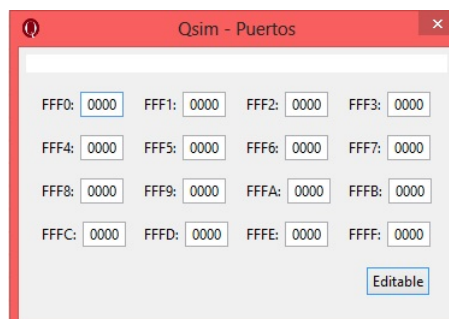 Qsim - Puertos
FFF0: 0000 FFF1: 0000 FFF2: 0000 FFF3: 0000
FFF4: 0000 FFF5: 0000 FFF6: 0000 FFF7: 0000
FFF8: 0000 FFF9: 0000 FFFA: 0000 FFFB: 0000
FFFC: 0000 FFFD: 0000 FFFE: 0000 FFFF: 0000
Editable